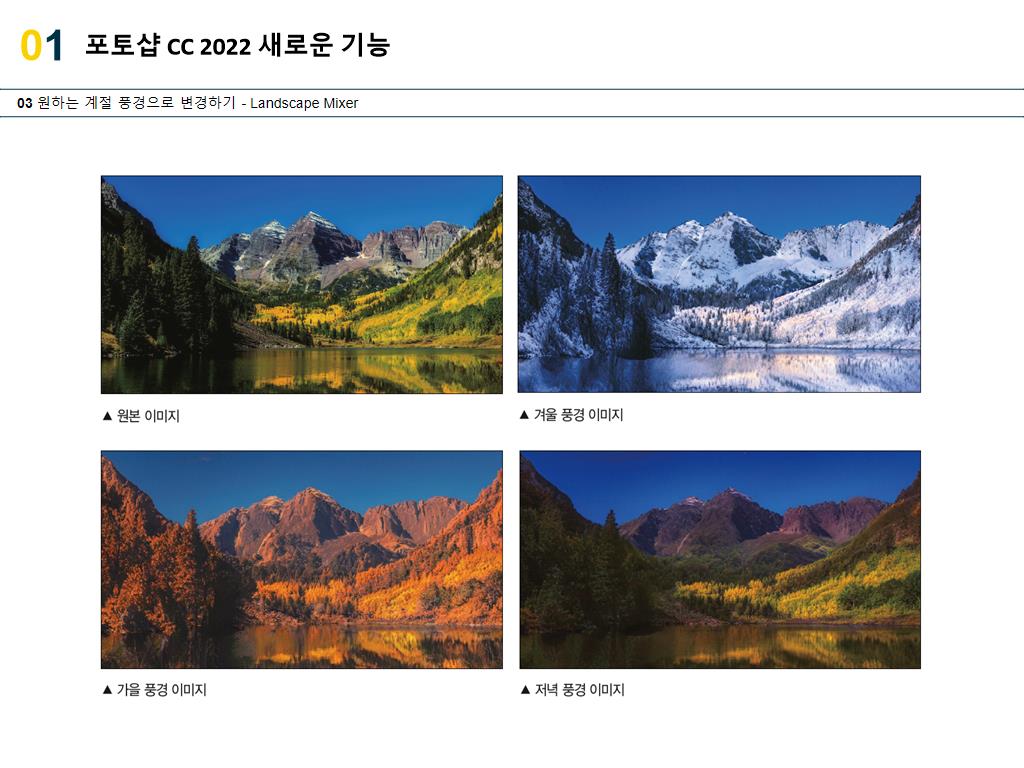 01 포토샵 CC 2022 새로운 기능
03 원하는 계절 풍경으로 변경하기 - Landscape Mixer
▲ 원본 이미지
▲ 겨울 풍경 이미지
▲ 가을 풍경 이미지
▲ 저녁 풍경 이미지